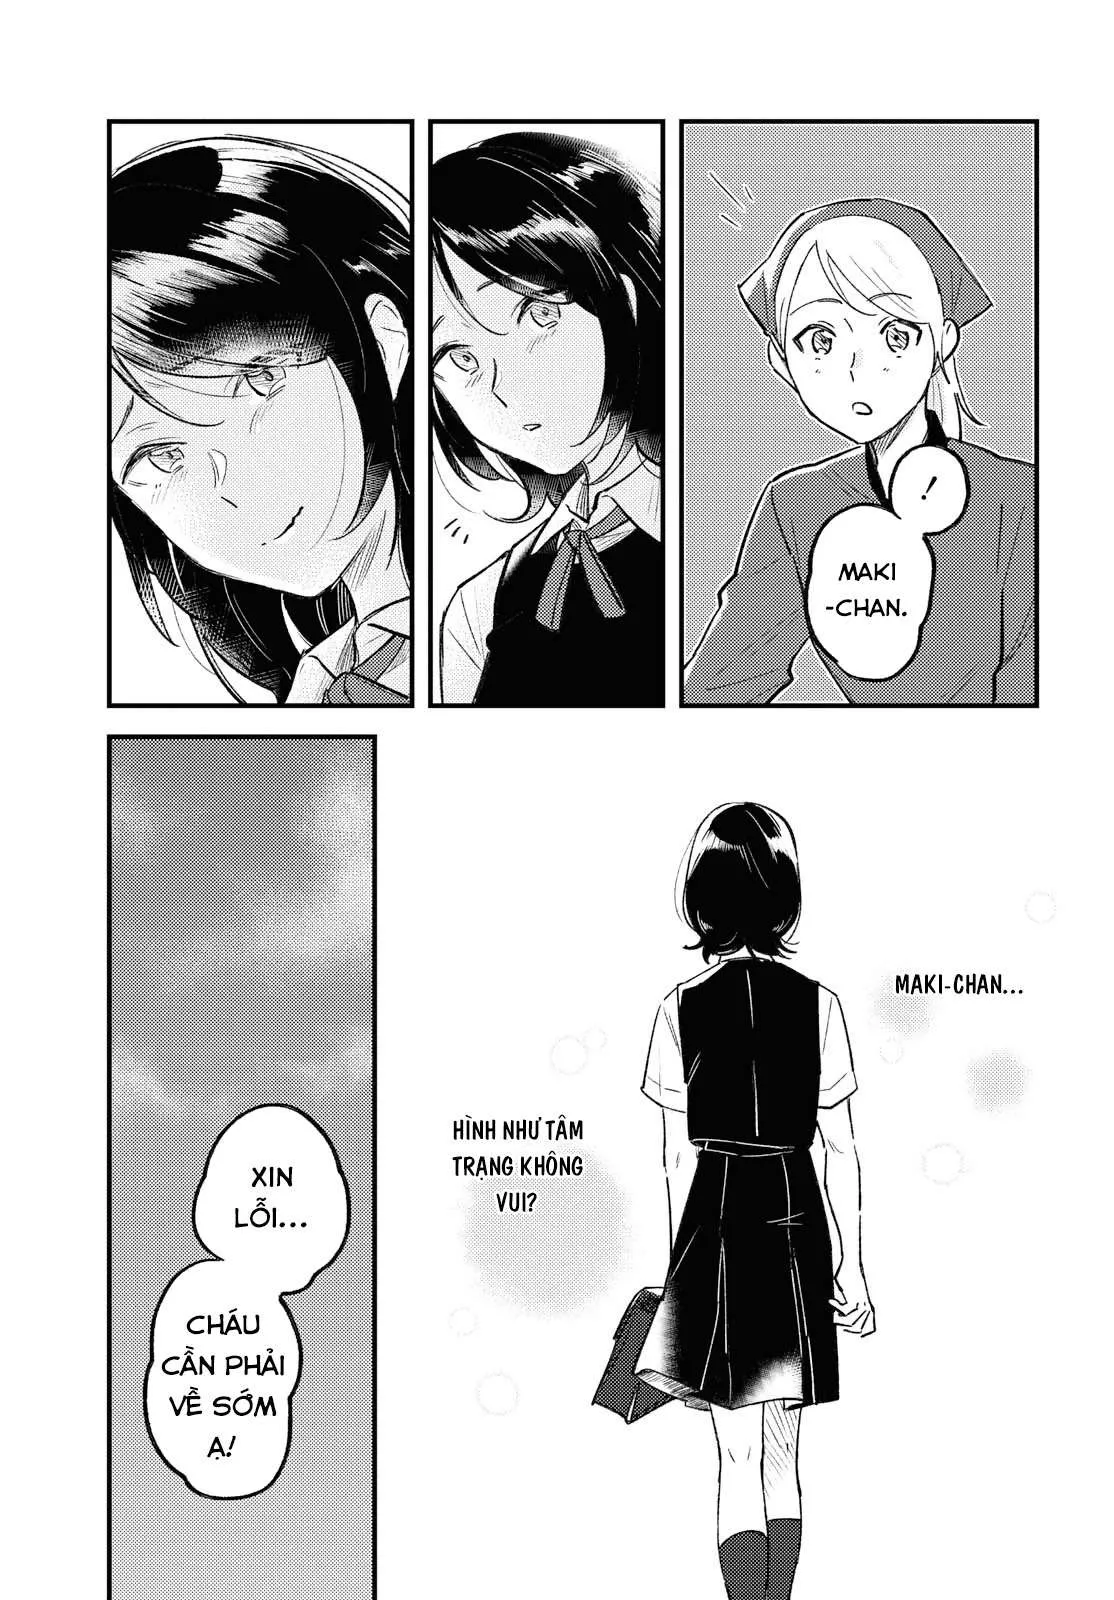 !
MAKI
-CHAN.
MAKI-CHAN...
HÌNH NHƯ TÂM
TRẠNG KHÔNG
VUI?
XIN
LỖI...
CHÁU
CẦN PHẢI
VỀ SỚM
Ạ!